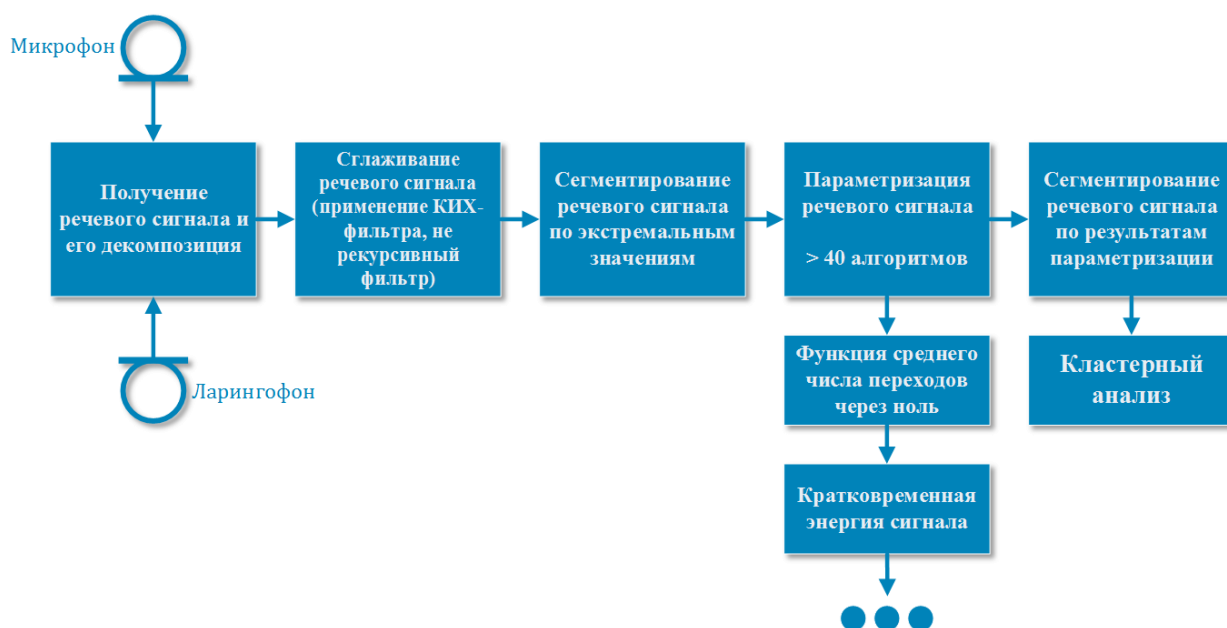 Микрофон
Получение
речевого сигнала и
его декомпозиция
Ларингофон
Сглаживание
речевого сигнала
(применение КИХ-
фильтра, не
рекурсивный
фильтр)
Сегментирование
речевого сигнала
по экстремальным
значениям
Параметризация
речевого сигнала
> 40 алгоритмов
Функция среднего
числа переходов
через ноль
Кратковременная
энергия сигнала
Сегментирование
речевого сигнала
по результатам
параметризации
Кластерный
анализ